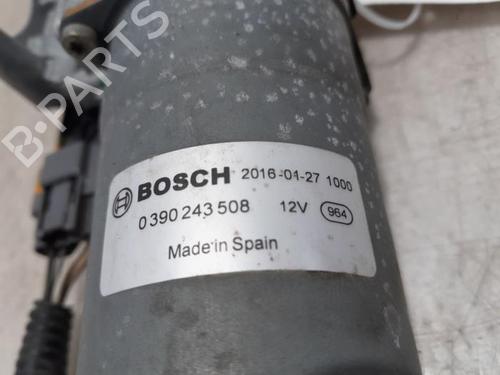 B-PARTS
BOSCH 2016-01-27 1000
0 390 243 508 12V 964
Made in Spain